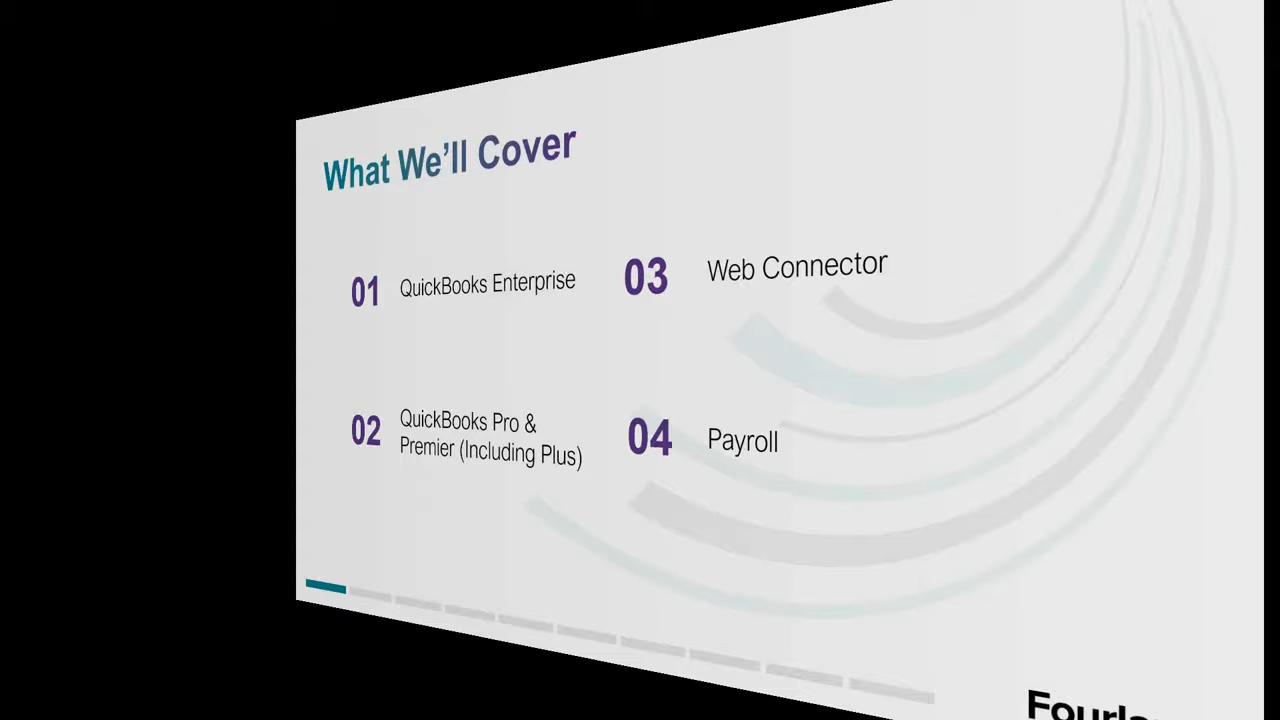 What We'll Cover
01 QuickBooks Enterprise
02 QuickBooks Pro &
Premier (Including Plus)
03 Web Connector
04 Payroll